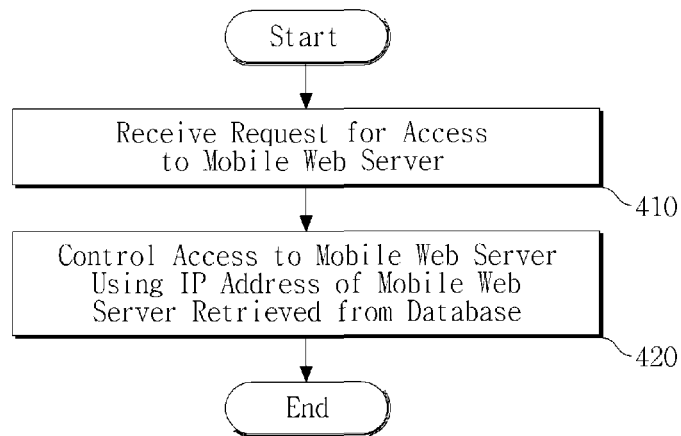 Start
Receive Request for Access
to Mobile Web Server
410
Control Access to Mobile Web Server
Using IP Address of Mobile Web
Server Retrieved from Database
420
End